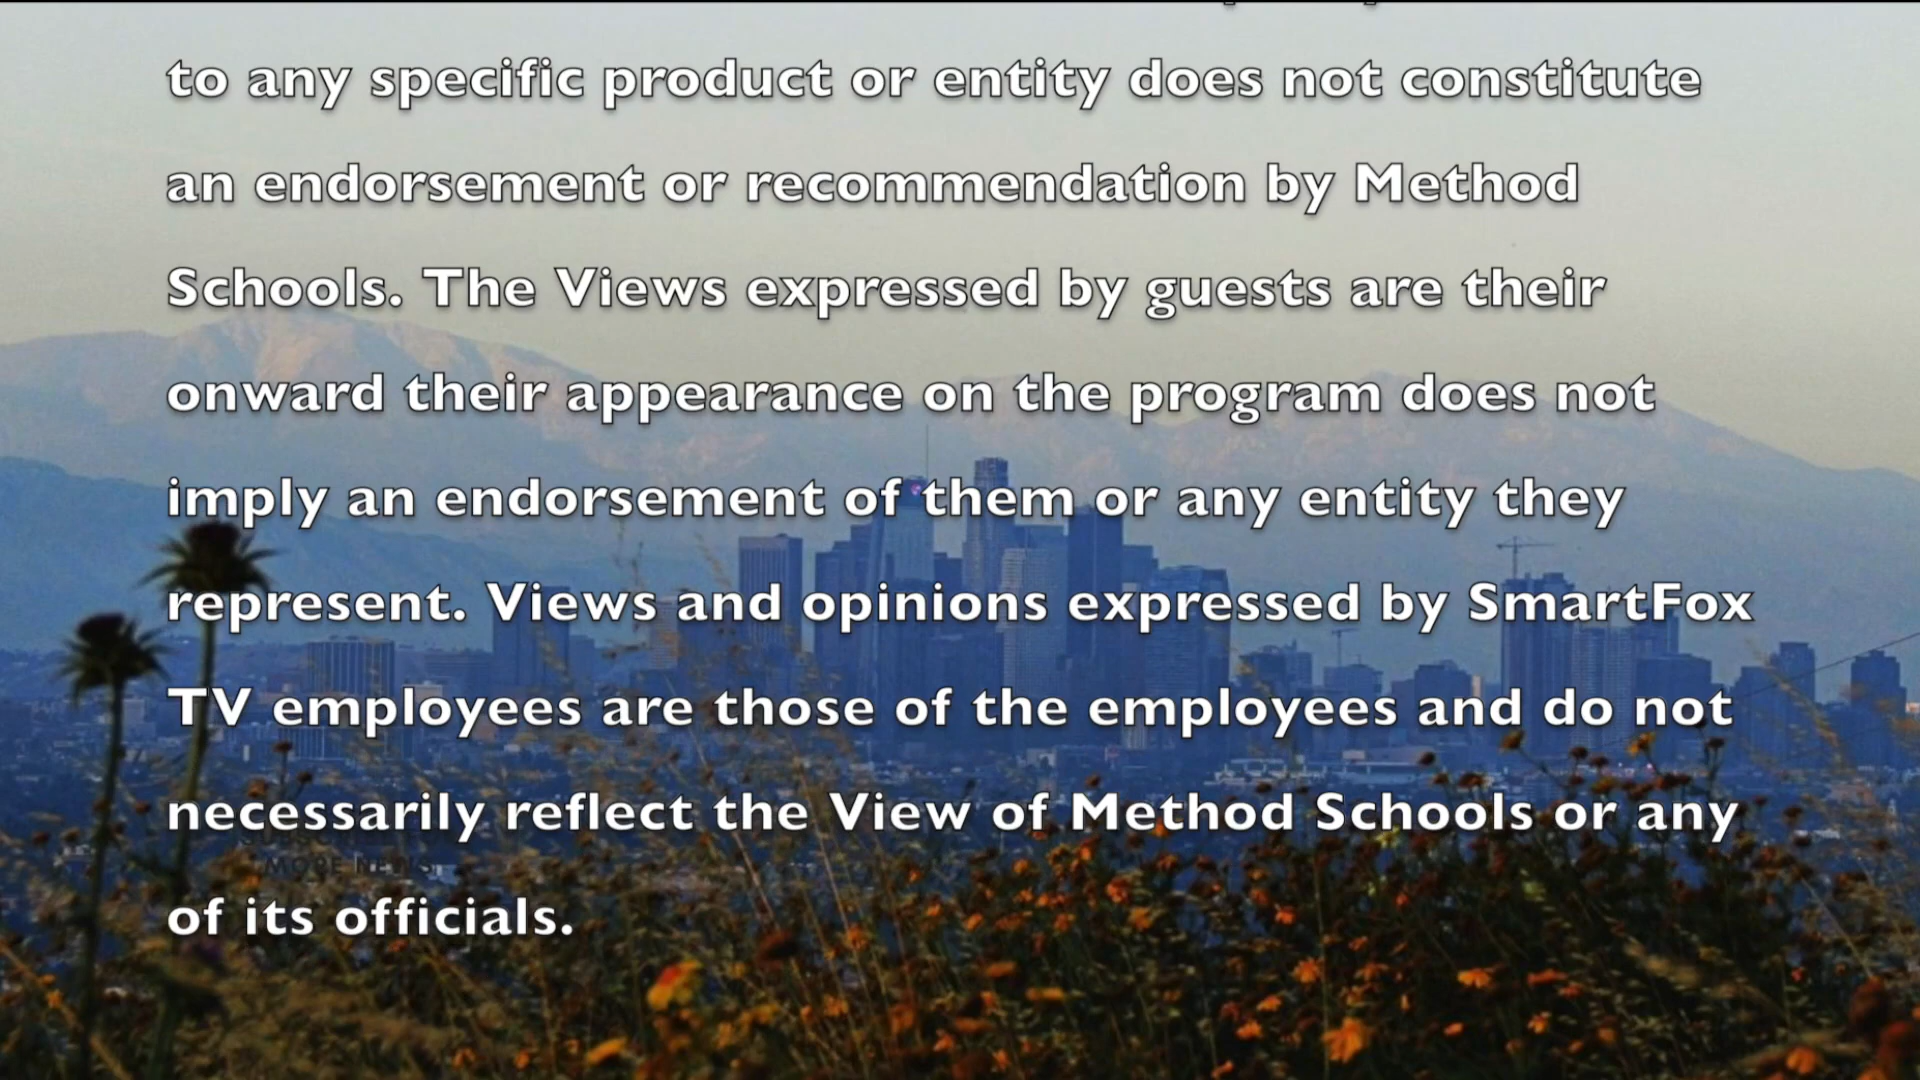 to any specific product or entity does not constitute
an endorsement or recommendation by Method
Schools. The Views expressed by guests are their
onward their appearance on the program does not
imply an endorsement of them or any entity they
represent. Views and opinions expressed by SmartFox
TV employees are those of the employees and do not
necessarily reflect the View of Method Schools or any
MORE NEWS
of its officials.